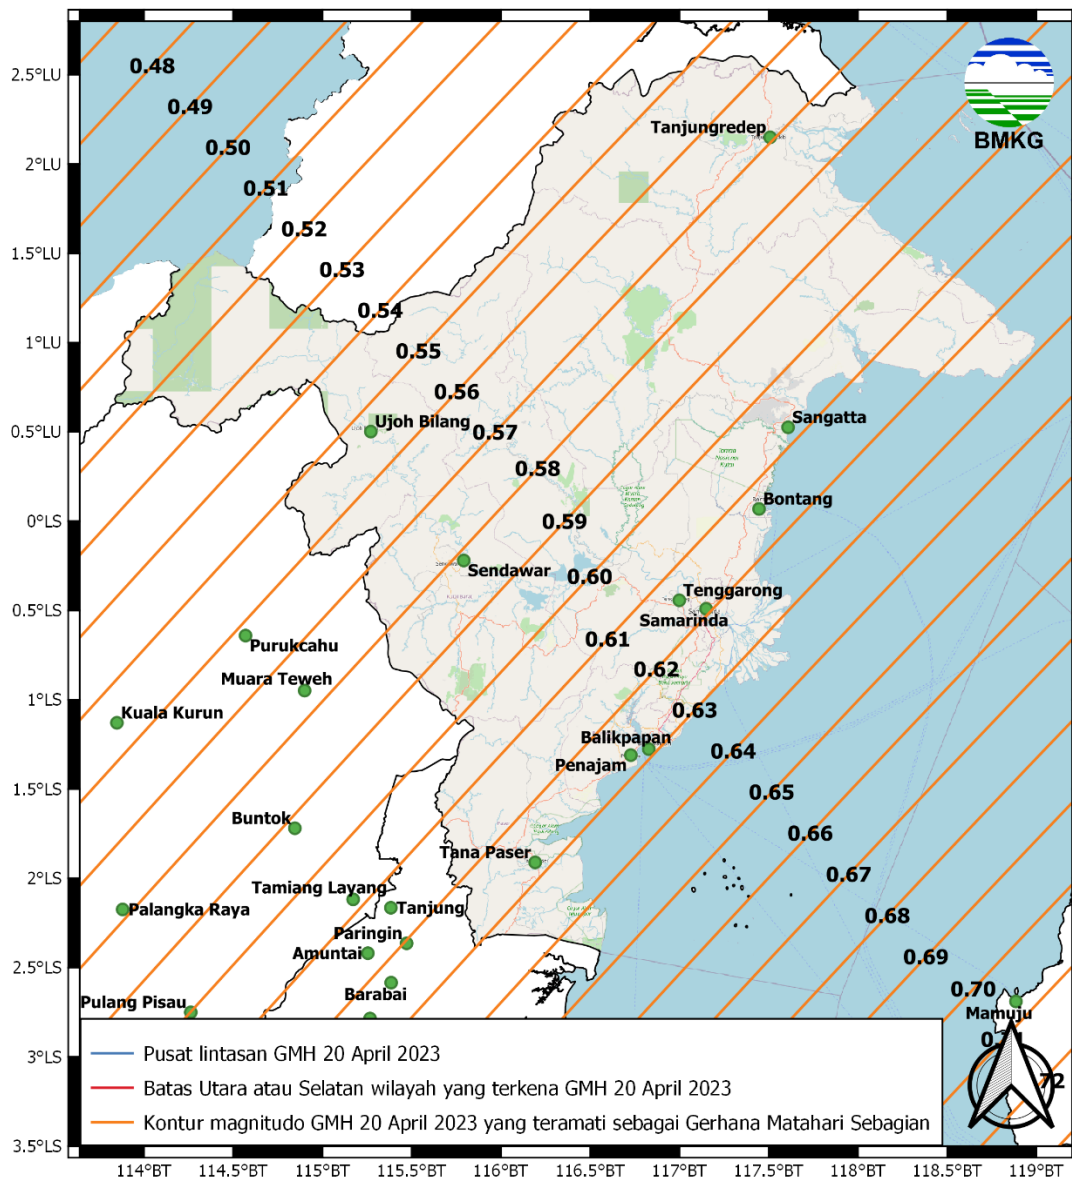 2.5°LU
2°LU
1.5°LU
1°LU
0.5°LU
0°LS
0.5°LS
1°LS
1.5°LS
2°LS
2.5°LS
3°LS
3.5°LS
0.48
0.49
0.50
0.51
0.52
0.53
0.54
0.55
0.56
0.57
0.58
0.59
0.60
0.61
0.62
0.63
0.64
0.65
0.66
0.67
0.68
0.69
0.70
72
BMKG
Tanjungredep
Ujoh Bilang
Sangatta
Bontang
Sendawar
Tenggarong
Samarinda
Purukcahu
Muara Teweh
Kuala Kurun
Balikpapan
Penajam
Buntok
Tana Paser
Tamiang Layang
Palangka Raya
Tanjung
Paringin
Amuntai
Barabai
Pulang Pisau
Mamuju
Pusat lintasan GMH 20 April 2023
Batas Utara atau Selatan wilayah yang terkena GMH 20 April 2023
Kontur magnitudo GMH 20 April 2023 yang teramati sebagai Gerhana Matahari Sebagian
114°BT
114.5°BT
115°BT
115.5°BT
116°BT
116.5°BT
117°BT
117.5°BT
118°BT
118.5°BT
119°BT